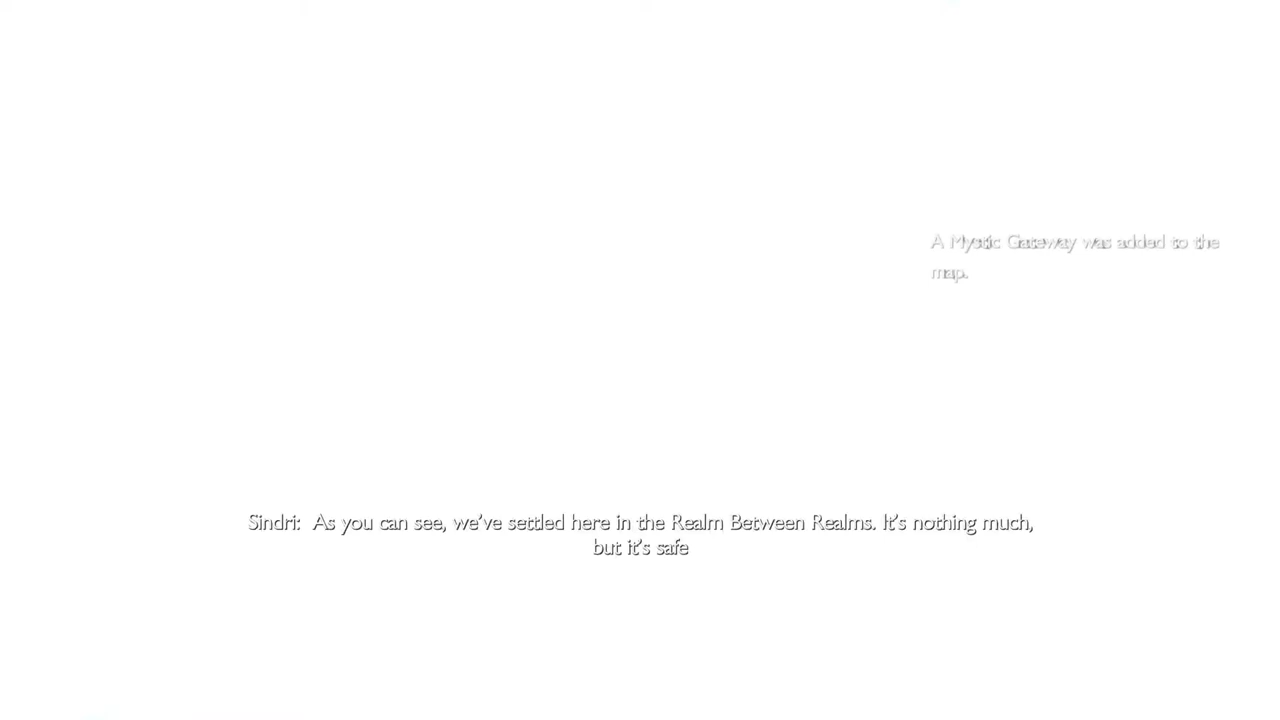 A Mystic Gateway was added to the
map.
Sindri: As you can see, we've settled here in the Realm Between Realms. It's nothing much,
but it's safe